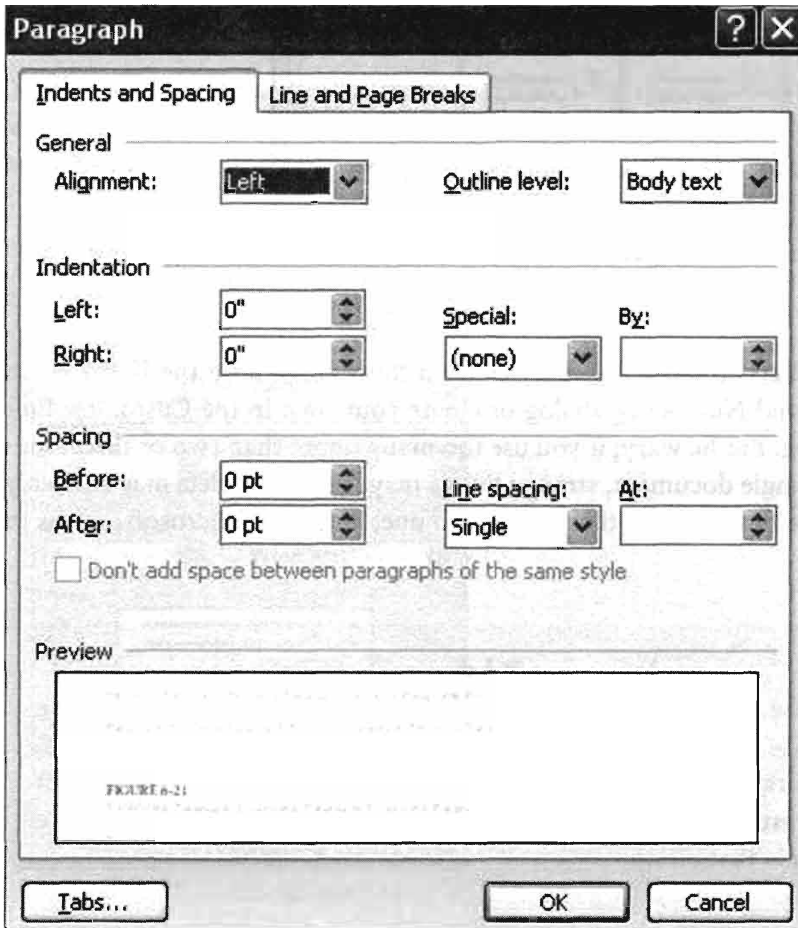 Paragraph ? X
Indents and Spacing Line and Page Breaks
General
Alignment: Left Outline level: Body text
Indentation
Left: 0"
Special: By:
Right: 0" (none)
Spacing
Before: 0 pt
Line spacing: At:
After: 0 pt Single
Don't add space between paragraphs of the same style
Preview
FIGURE 6-21
Tabs... OK Cancel